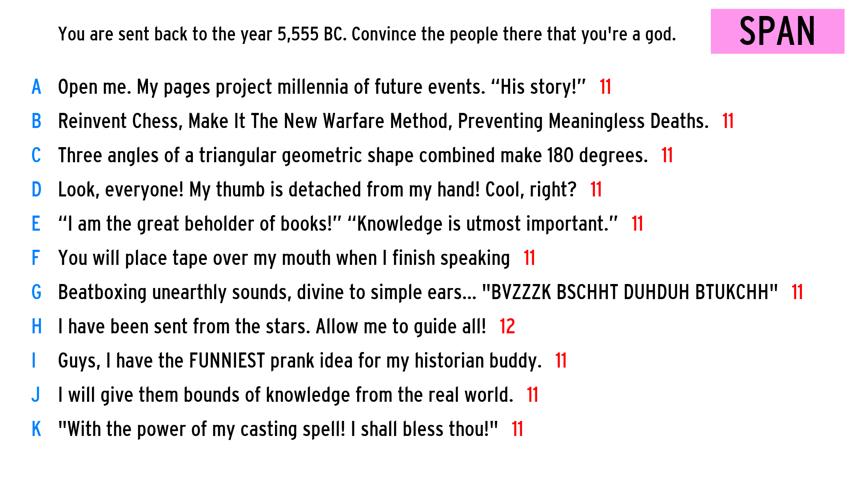 You are sent back to the year 5,555 BC. Convince the people there that you're a god.
SPAN
A Open me. My pages project millennia of future events. “His story!” 11
B Reinvent Chess, Make It The New Warfare Method, Preventing Meaningless Deaths. 11
C Three angles of a triangular geometric shape combined make 180 degrees. 11
D Look, everyone! My thumb is detached from my hand! Cool, right? 11
E “I am the great beholder of books!” “Knowledge is utmost important.” 11
F You will place tape over my mouth when I finish speaking 11
G Beatboxing unearthly sounds, divine to simple ears... "BVZZZK BSCHHT DUHDUH BTUKCHH" 11
H I have been sent from the stars. Allow me to guide all! 12
I Guys, I have the FUNNIEST prank idea for my historian buddy. 11
J I will give them bounds of knowledge from the real world. 11
K "With the power of my casting spell! I shall bless thou!" 11